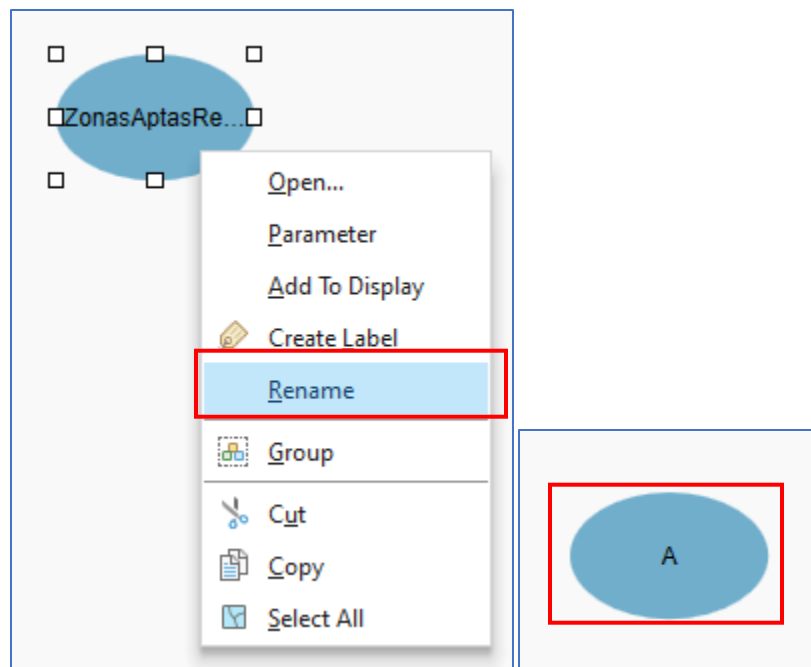 ZonasAptasRe...
Open...
Parameter
Add To Display
Create Label
Rename
Group
Cut
Copy
Select All
A